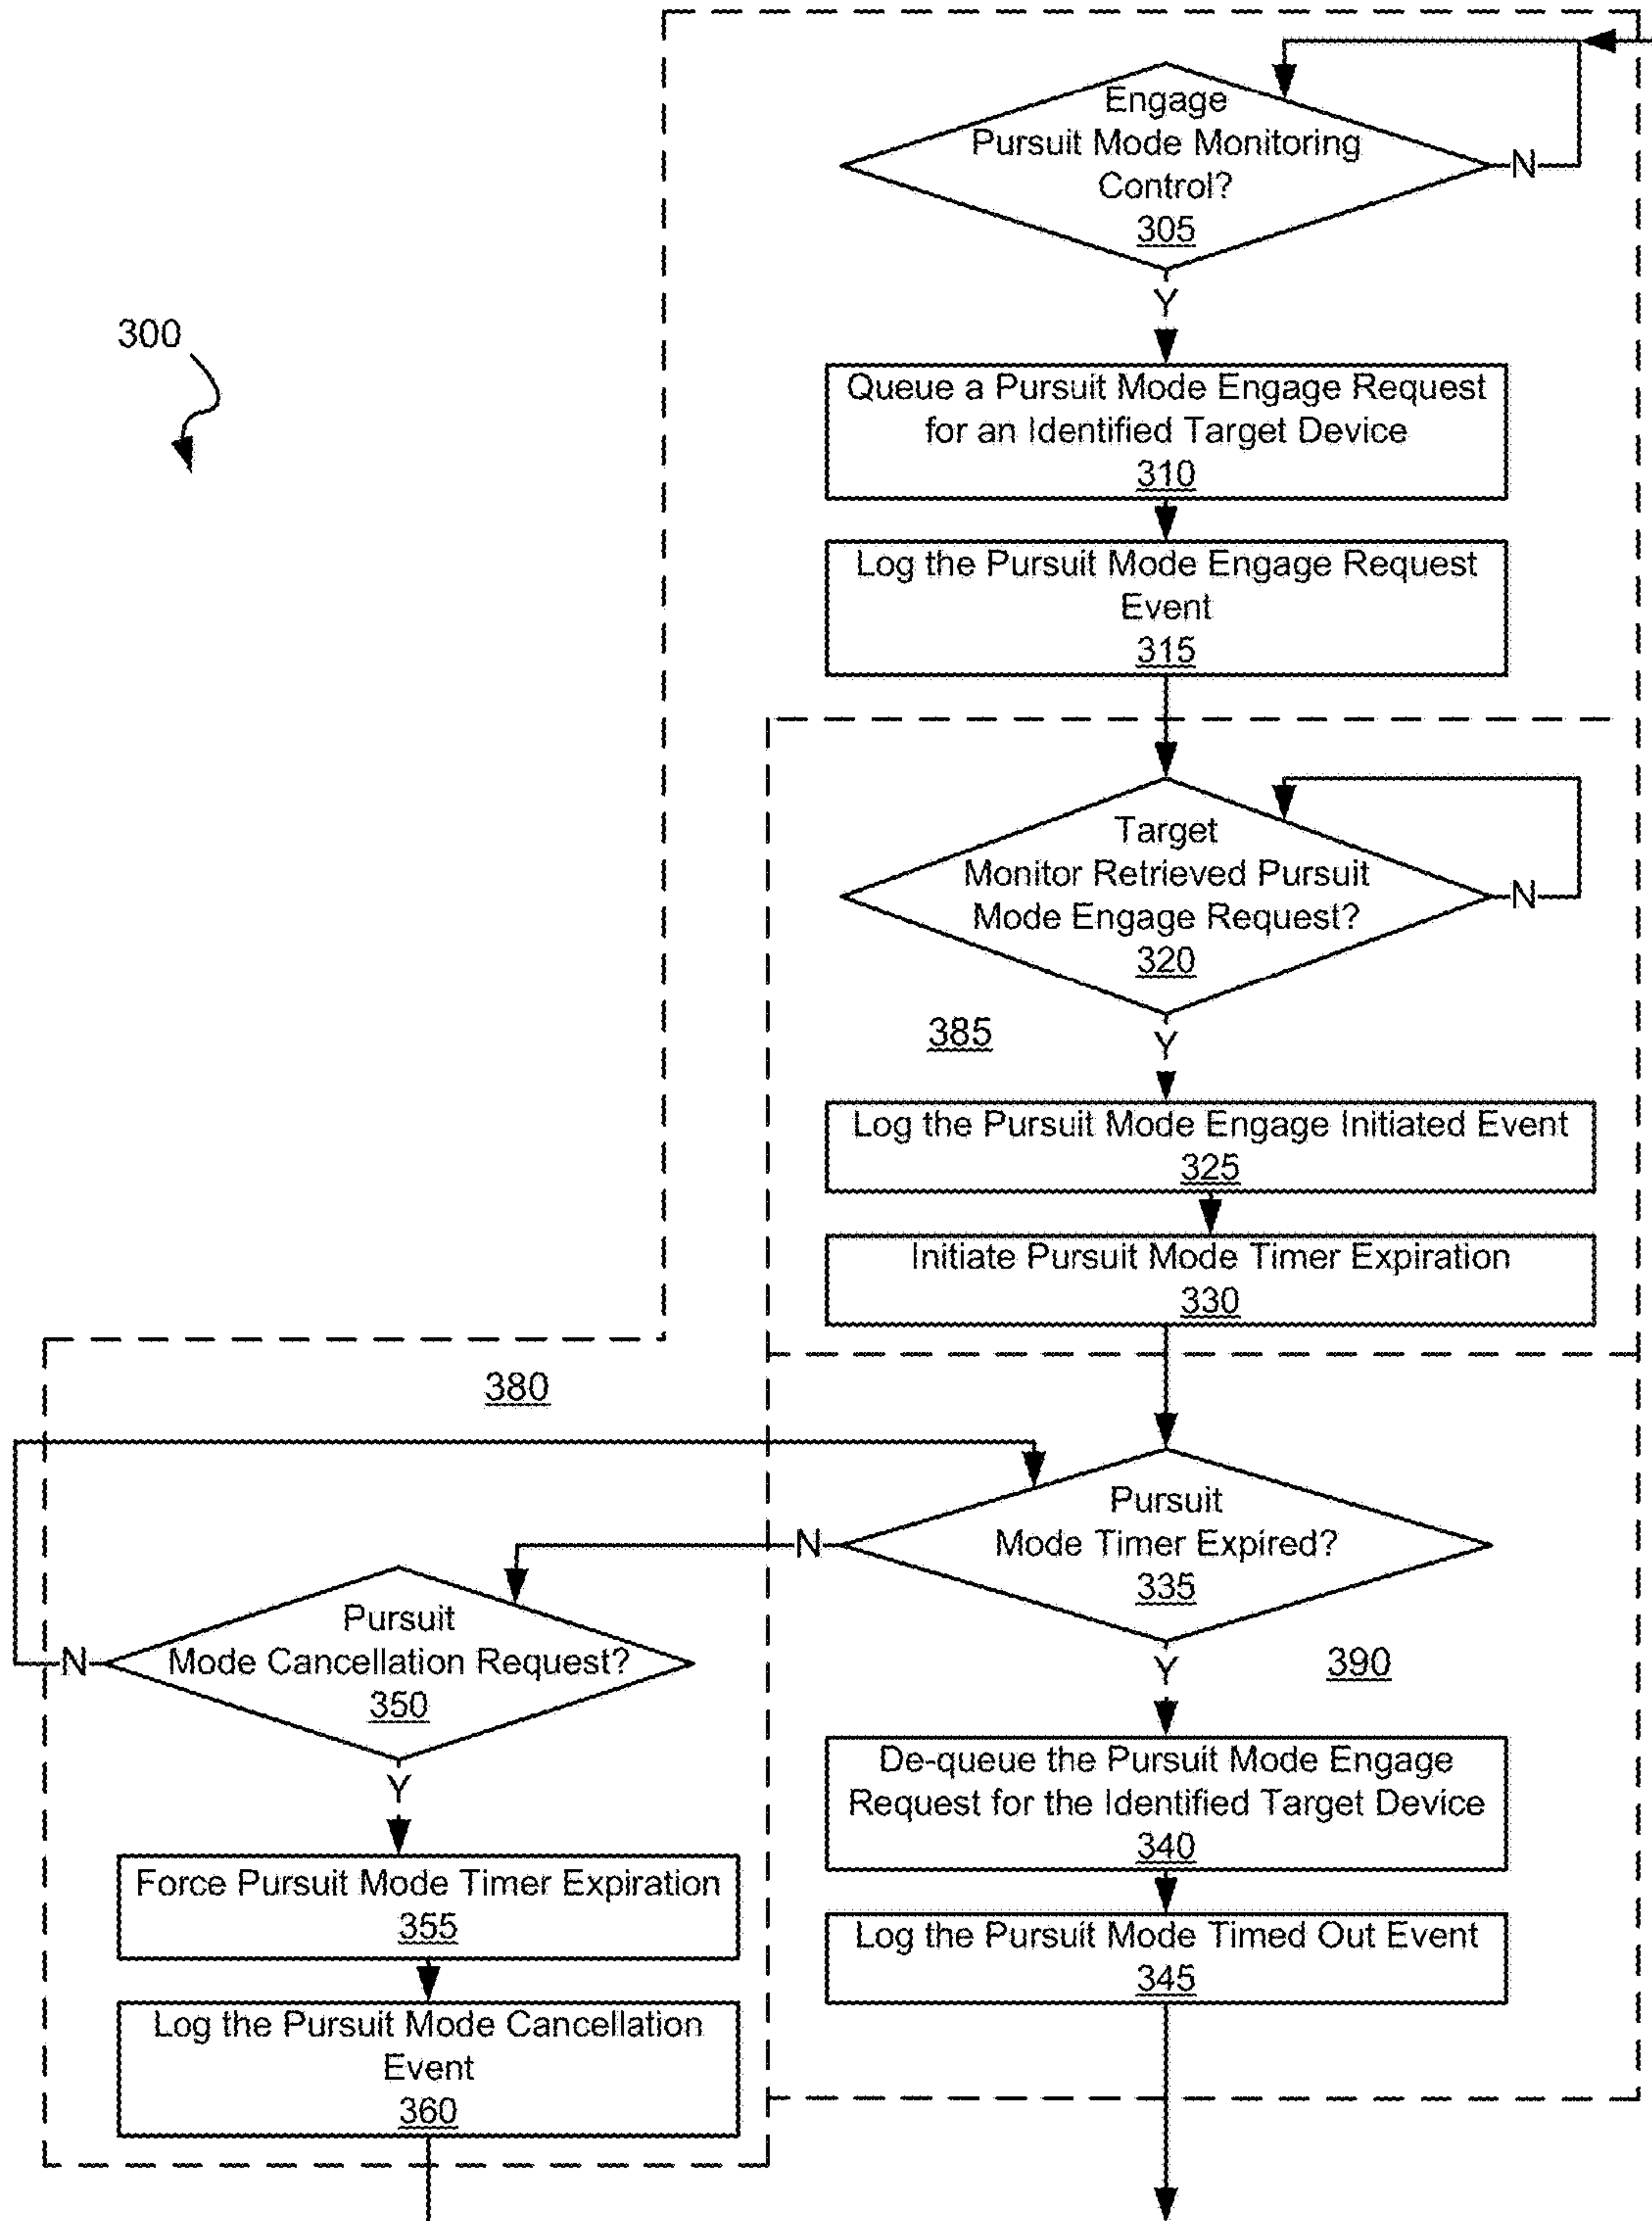 Engage
Pursuit Mode Monitoring
Control?
305
N
Y
300
Queue a Pursuit Mode Engage Request
for an Identified Target Device
310
Log the Pursuit Mode Engage Request
Event
315
Target
Monitor Retrieved Pursuit
Mode Engage Request?
320
N
385
Y
Log the Pursuit Mode Engage Initiated Event
325
Initiate Pursuit Mode Timer Expiration
330
380
Pursuit
Mode Timer Expired?
335
N
Y
390
Pursuit
Mode Cancellation Request?
350
N
Y
De-queue the Pursuit Mode Engage
Request for the Identified Target Device
340
Force Pursuit Mode Timer Expiration
355
Log the Pursuit Mode Timed Out Event
345
Log the Pursuit Mode Cancellation
Event
360